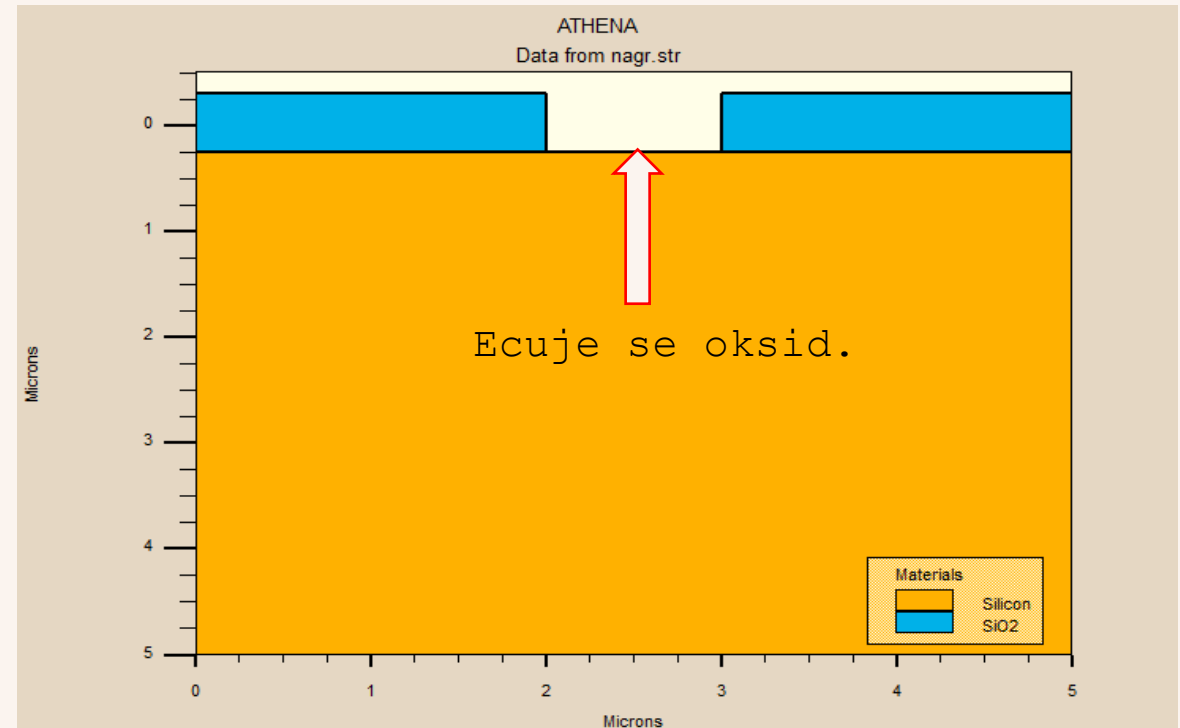 ATHENA
Data from nagr.str
0
1
2
3
4
5
Microns
Ecuje se oksid.
Materials
Silicon
SiO2
0 1 2 3 4 5
Microns